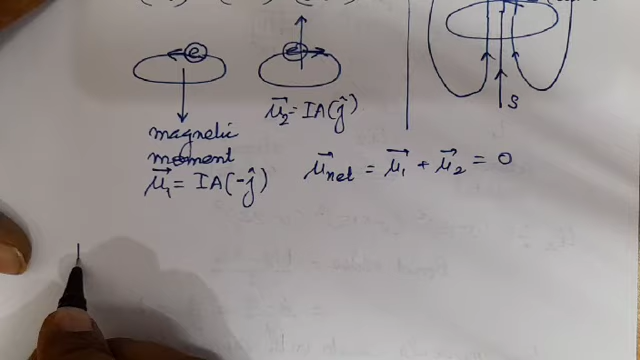 e
e
S
magnetic
moment
μ⃗₁ = IA(-ĵ)
μ⃗₂ = IA(ĵ)
μ⃗net = μ⃗₁ + μ⃗₂ = 0